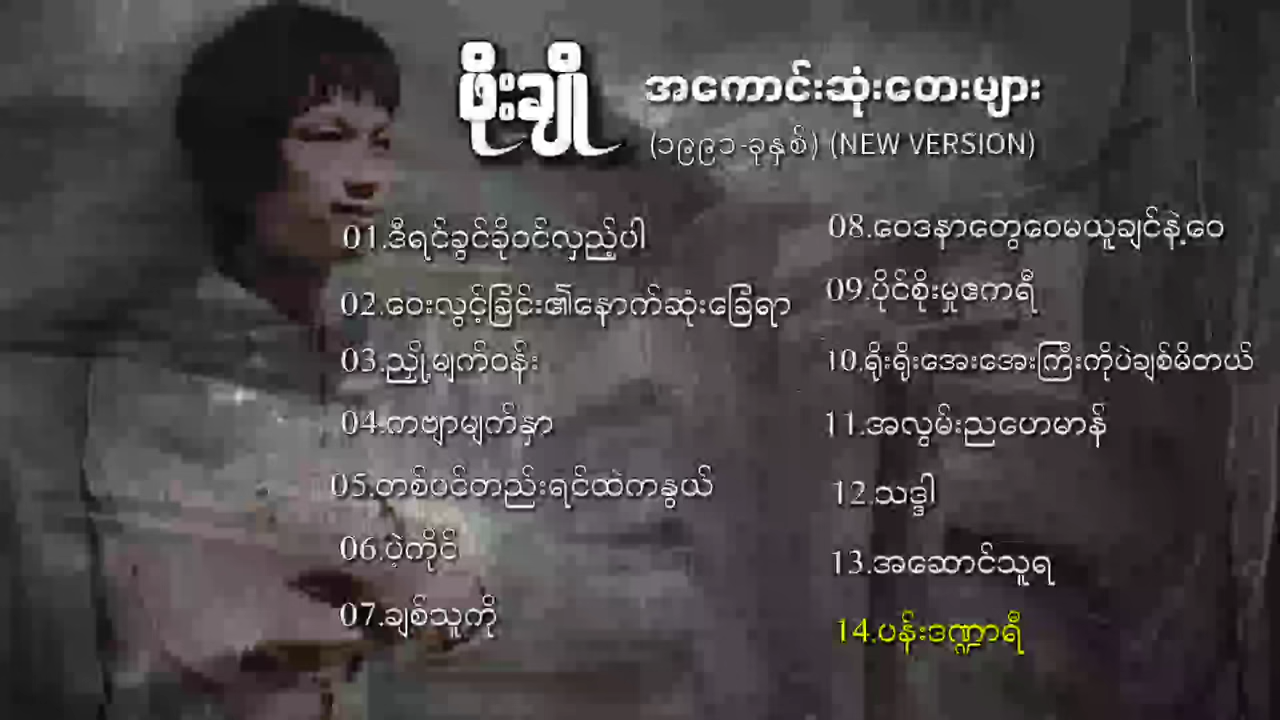 ဖိုးချို
အကောင်းဆုံးတေးများ
(၁၉၉၁-ခုနှစ်) (NEW VERSION)
01.ဒီရင်ခွင်ခိုဝင်လှည့်ပါ
02.ဝေးလွင့်ခြင်း၏နောက်ဆုံးခြေရာ
03.ညှို့မျက်ဝန်း
04.ကဗျာမျက်နှာ
05.တစ်ပင်တည်းရင်ထဲကနွယ်
06.ပဲ့ကိုင်
07.ချစ်သူကို
08.ဝေဒနာတွေဝေမယူချင်နဲ့ဝေ
09.ပိုင်စိုးမှုဧကရီ
10.ရိုးရိုးအေးအေးကြီးကိုပဲချစ်မိတယ်
11.အလွမ်းညဟေမာန်
12.သဒ္ဒါ
13.အဆောင်သူရ
14.ပန်းဒဏ္ဍာရီ